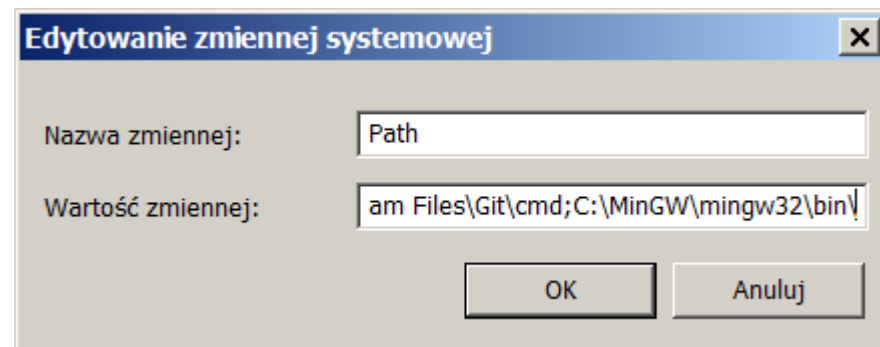 Edytowanie zmiennej systemowej
Nazwa zmiennej:
Path
Wartość zmiennej:
am Files\Git\cmd;C:\MinGW\mingw32\bin\
OK
Anuluj